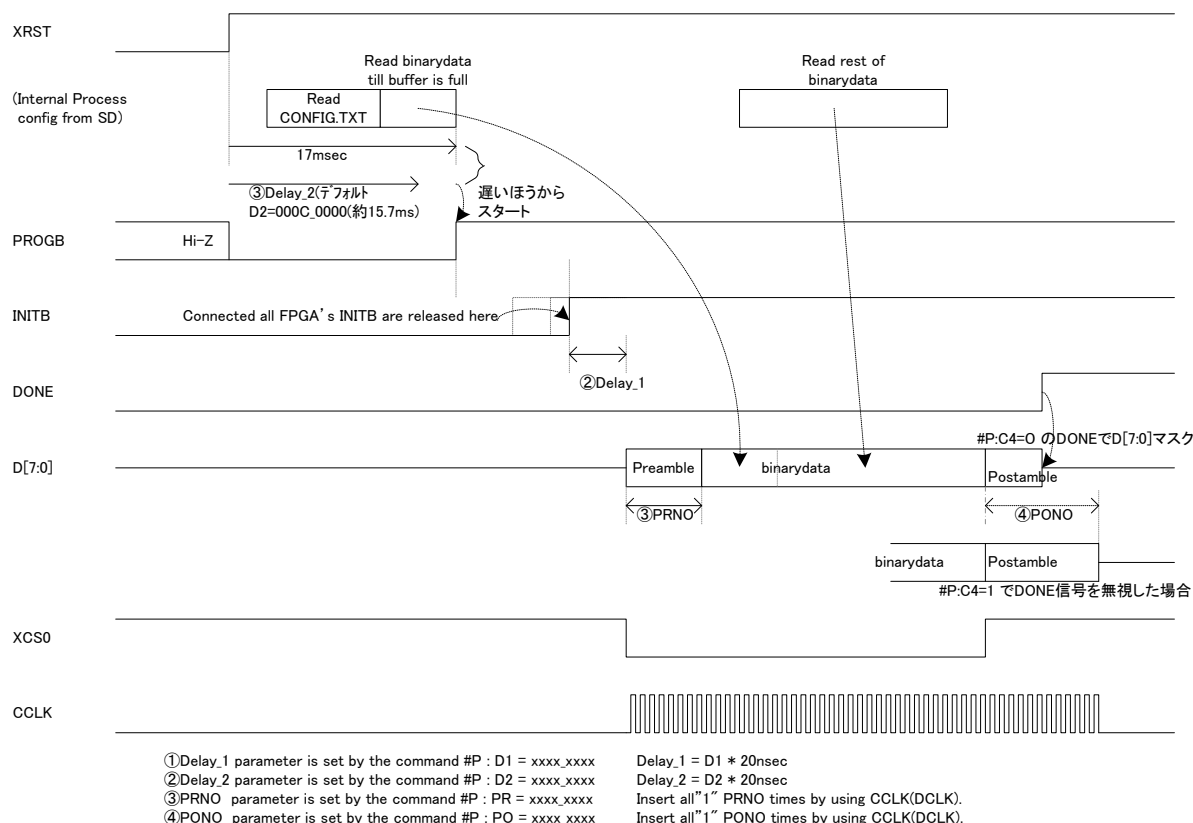 XRST
Read binarydata
till buffer is full
Read rest of
binarydata
(Internal Process
config from SD)
Read
CONFIG.TXT
17msec
③Delay_2(デフォルト
D2=000C_0000(約15.7ms)
遅いほうから
スタート
PROGB
Hi-Z
INITB
Connected all FPGA's INITB are released here
②Delay_1
DONE
#P:C4=0 のDONEでD[7:0]マスク
D[7:0]
Preamble
binarydata
Postamble
③PRNO
④PONO
binarydata
Postamble
#P:C4=1 でDONE信号を無視した場合
XCS0
CCLK
①Delay_1 parameter is set by the command #P : D1 = xxxx_xxxx Delay_1 = D1 * 20nsec
②Delay_2 parameter is set by the command #P : D2 = xxxx_xxxx Delay_2 = D2 * 20nsec
③PRNO parameter is set by the command #P : PR = xxxx_xxxx Insert all"1" PRNO times by using CCLK(DCLK).
④PONO parameter is set by the command #P : PO = xxxx_xxxx Insert all"1" PONO times by using CCLK(DCLK).